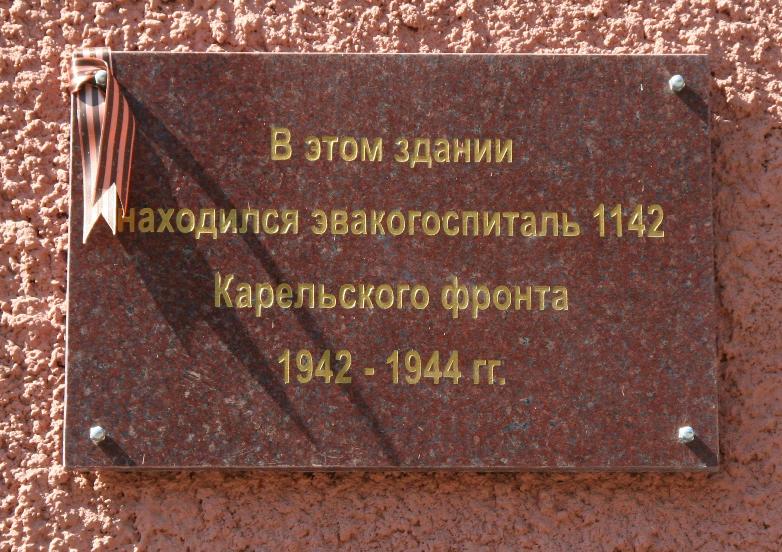 В этом здании
находился эвакогоспиталь 1142
Карельского фронта
1942 - 1944 гг.